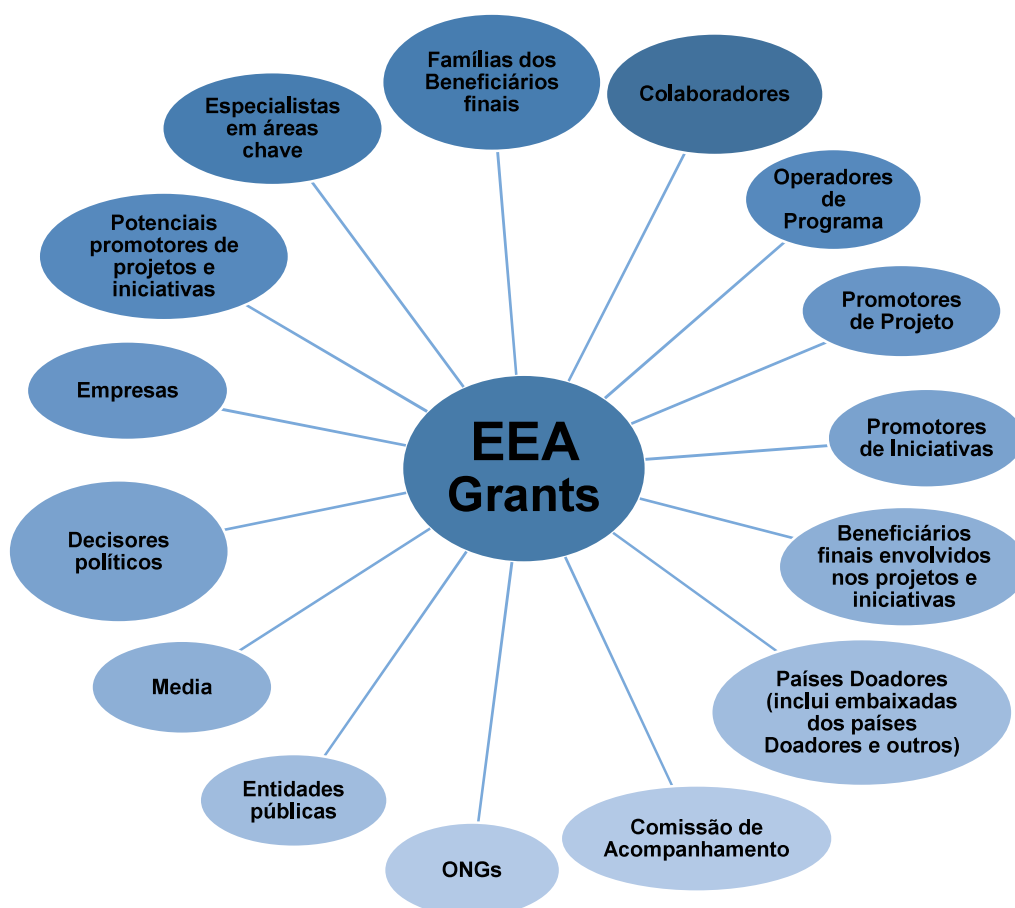 Famílias dos
Beneficiários
finais
Colaboradores
Operadores
de
Programa
Promotores
de Projeto
Promotores
de Iniciativas
Beneficiários
finais envolvidos
nos projetos e
iniciativas
Países Doadores
(inclui embaixadas
dos países
Doadores e outros)
Comissão de
Acompanhamento
ONGs
Entidades
públicas
Media
Decisores
políticos
Empresas
Potenciais
promotores de
projetos e
iniciativas
Especialistas
em áreas
chave
EEA
Grants